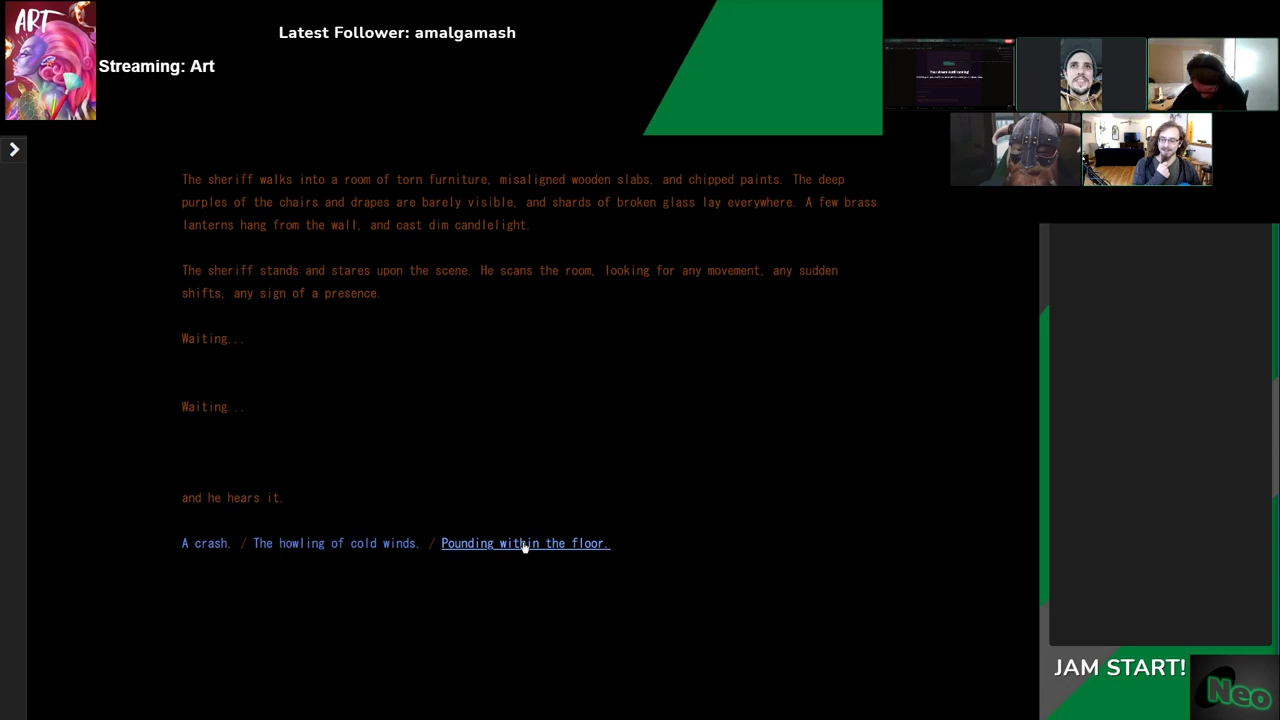 ART
Latest Follower: amalgamash
Streaming: Art
The sheriff walks into a room of torn furniture, misaligned wooden slabs, and chipped paints. The deep
purples of the chairs and drapes are barely visible, and shards of broken glass lay everywhere. A few brass
lanterns hang from the wall, and cast dim candlelight.
The sheriff stands and stares upon the scene. He scans the room, looking for any movement, any sudden
shifts, any sign of a presence.
Waiting...
Waiting...
and he hears it.
A crash. / The howling of cold winds. / Pounding within the floor.
JAM START!
Neo